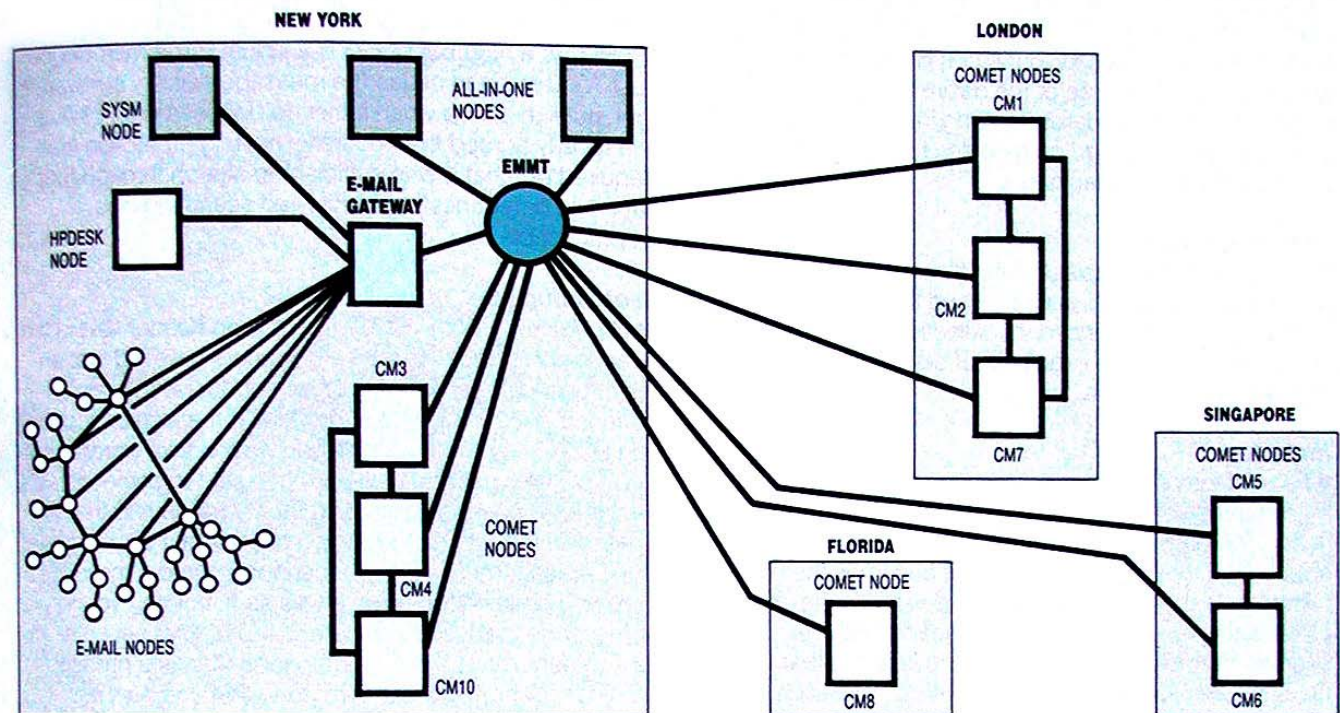 NEW YORK
SYSM
NODE
ALL-IN-ONE
NODES
EMMT
E-MAIL
GATEWAY
HPDESK
NODE
CM3
CM4
COMET
NODES
CM10
E-MAIL NODES
LONDON
COMET NODES
CM1
CM2
CM7
FLORIDA
COMET NODE
CM8
SINGAPORE
COMET NODES
CM5
CM6